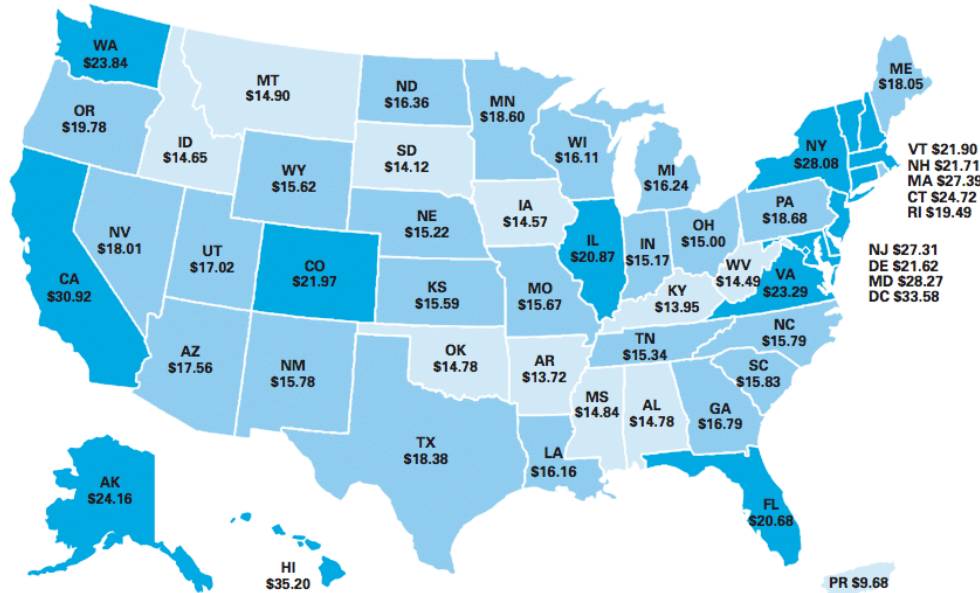 WA
$23.84
MT
$14.90
ND
$16.36
MN
$18.60
ME
$18.05
OR
$19.78
ID
$14.65
SD
$14.12
WI
$16.11
MI
$16.24
NY
$28.08
VT $21.90
NH $21.71
MA $27.39
CT $24.72
RI $19.49
WY
$15.62
IA
$14.57
NE
$15.22
PA
$18.68
NV
$18.01
UT
$17.02
CO
$21.97
IL
$20.87
IN
$15.17
OH
$15.00
NJ $27.31
DE $21.62
MD $28.27
DC $33.58
CA
$30.92
KS
$15.59
MO
$15.67
WV
$14.49
VA
$23.29
KY
$13.95
AZ
$17.56
NM
$15.78
OK
$14.78
AR
$13.72
TN
$15.34
NC
$15.79
SC
$15.83
MS
$14.84
AL
$14.78
GA
$16.79
TX
$18.38
LA
$16.16
AK
$24.16
FL
$20.68
HI
$35.20
PR $9.68